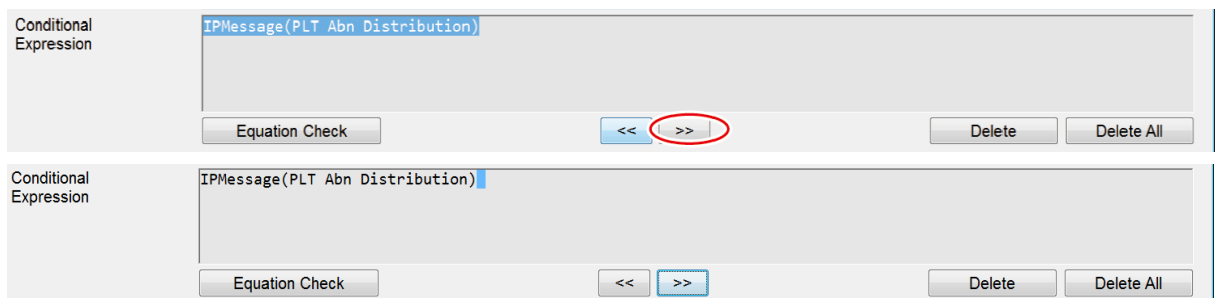 Conditional
Expression
IPMessage(PLT Abn Distribution)
Equation Check << >> Delete Delete All
Conditional
Expression
IPMessage(PLT Abn Distribution)
Equation Check << >> Delete Delete All